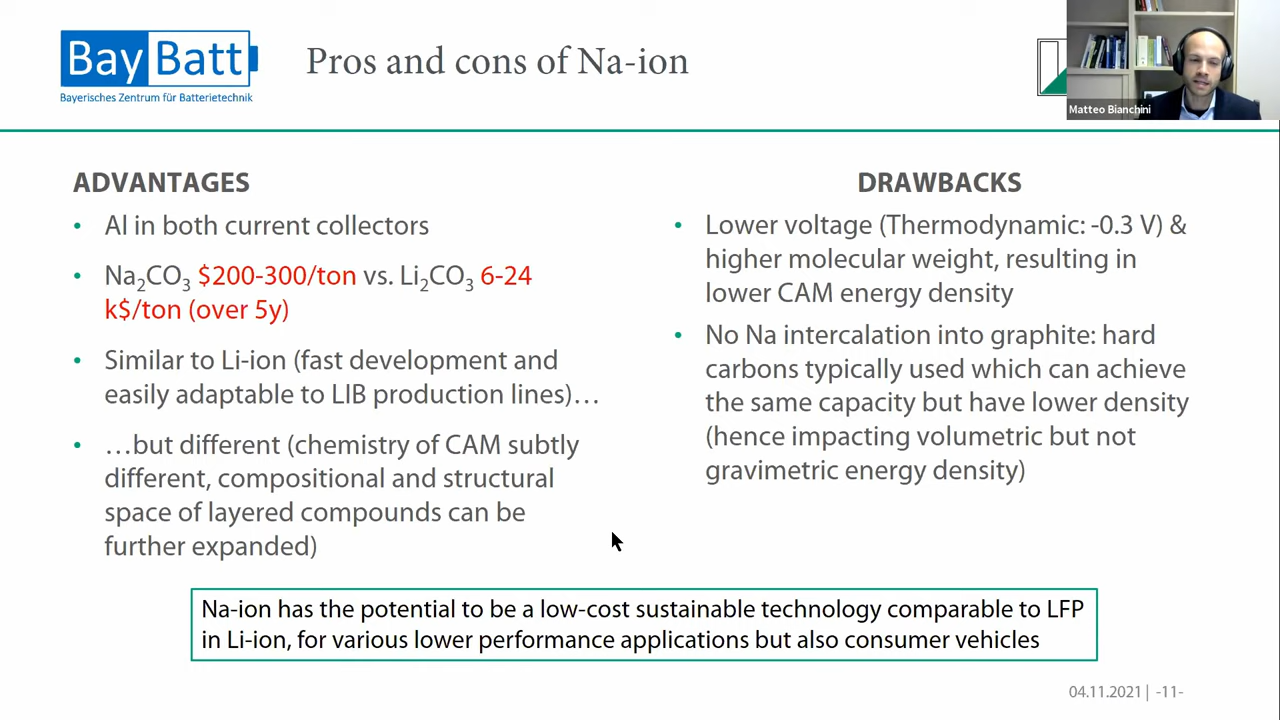 Bay Batt
Bayerisches Zentrum für Batterietechnik
Pros and cons of Na-ion
Matteo Bianchini
ADVANTAGES
• Al in both current collectors
• Na₂CO₃ $200-300/ton vs. Li₂CO₃ 6-24
k$/ton (over 5y)
• Similar to Li-ion (fast development and
easily adaptable to LIB production lines)…
• …but different (chemistry of CAM subtly
different, compositional and structural
space of layered compounds can be
further expanded)
DRAWBACKS
• Lower voltage (Thermodynamic: -0.3 V) &
higher molecular weight, resulting in
lower CAM energy density
• No Na intercalation into graphite: hard
carbons typically used which can achieve
the same capacity but have lower density
(hence impacting volumetric but not
gravimetric energy density)
Na-ion has the potential to be a low-cost sustainable technology comparable to LFP
in Li-ion, for various lower performance applications but also consumer vehicles
04.11.2021 | -11-